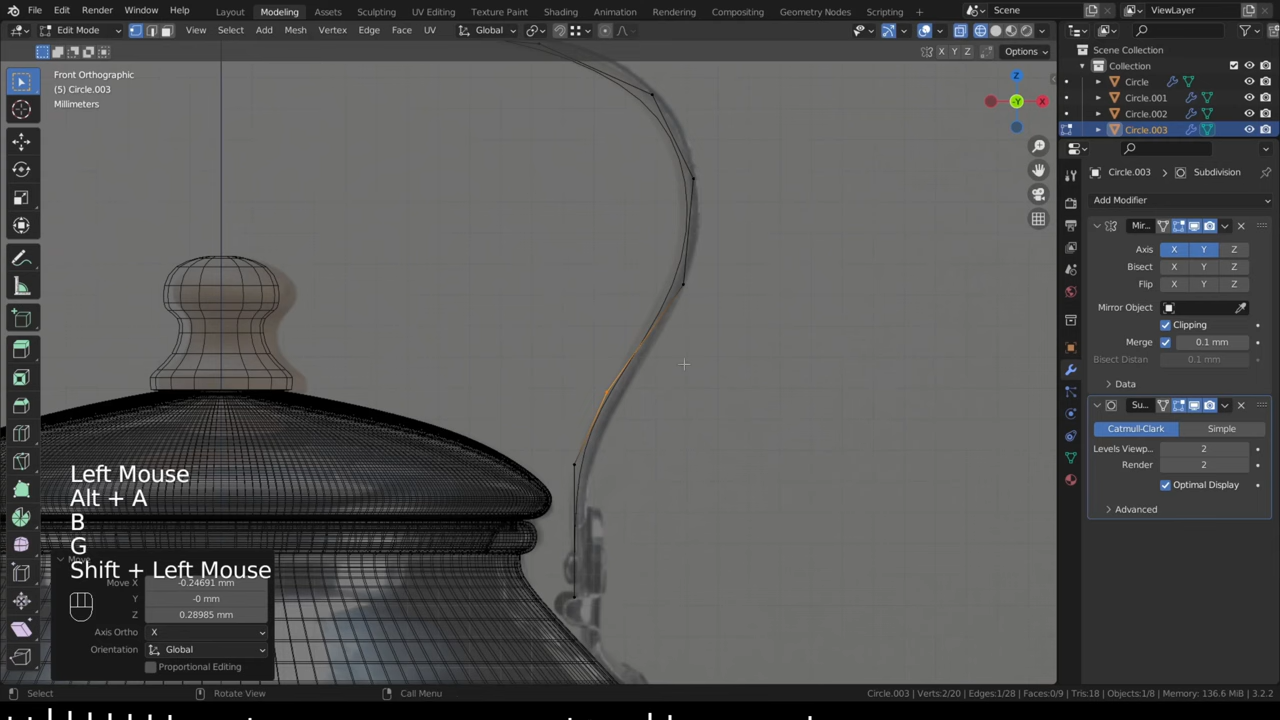 File Edit Render Window Help Layout Modeling Assets Sculpting UV Editing Texture Paint Shading Animation Rendering Compositing Geometry Nodes Scripting + Scene ViewLayer
Edit Mode View Select Add Mesh Vertex Edge Face UV Global
X Y Z Options
Front Orthographic
(5) Circle.003
Millimeters
Z
-Y
X
Left Mouse
Alt + A
B
G
Shift + Left Mouse
Move X -0.24691 mm
Y -0 mm
Z 0.28985 mm
Axis Ortho X
Orientation Global
Proportional Editing
Scene Collection
Collection
Circle
Circle.001
Circle.002
Circle.003
Circle.003 > Subdivision
Add Modifier
Mir...
Axis X Y Z
Bisect X Y Z
Flip X Y Z
Mirror Object
Clipping
Merge 0.1 mm
Bisect Distan 0.1 mm
Data
Su...
Catmull-Clark Simple
Levels Viewp... 2
Render 2
Optimal Display
Advanced
Select Rotate View Call Menu Circle.003 | Verts:2/20 | Edges:1/28 | Faces:0/9 | Tris:18 | Objects:1/8 | Memory: 136.6 MiB | 3.2.2